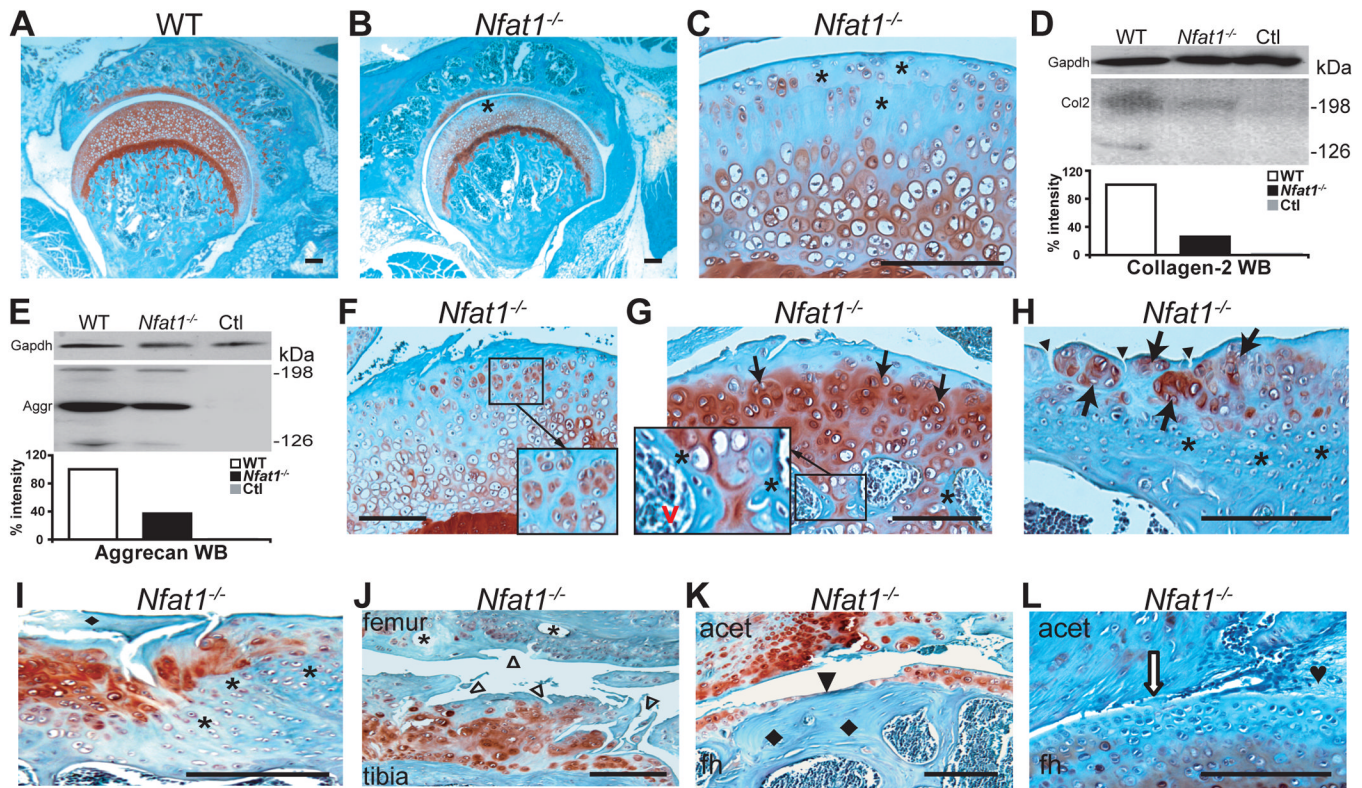 A WT
B Nfat1-/-
C Nfat1-/-
D WT Nfat1-/- Ctl
Gapdh
kDa
Col2
-198
-126
120
80
40
0
% intensity
WT
Nfat1-/-
Ctl
Collagen-2 WB
E WT Nfat1-/- Ctl
Gapdh
kDa
-198
Aggr
-126
120
80
40
0
% intensity
WT
Nfat1-/-
Ctl
Aggrecan WB
F Nfat1-/-
G Nfat1-/-
V
H Nfat1-/-
I Nfat1-/-
J Nfat1-/-
femur
tibia
K Nfat1-/-
acet
fh
L Nfat1-/-
acet
fh